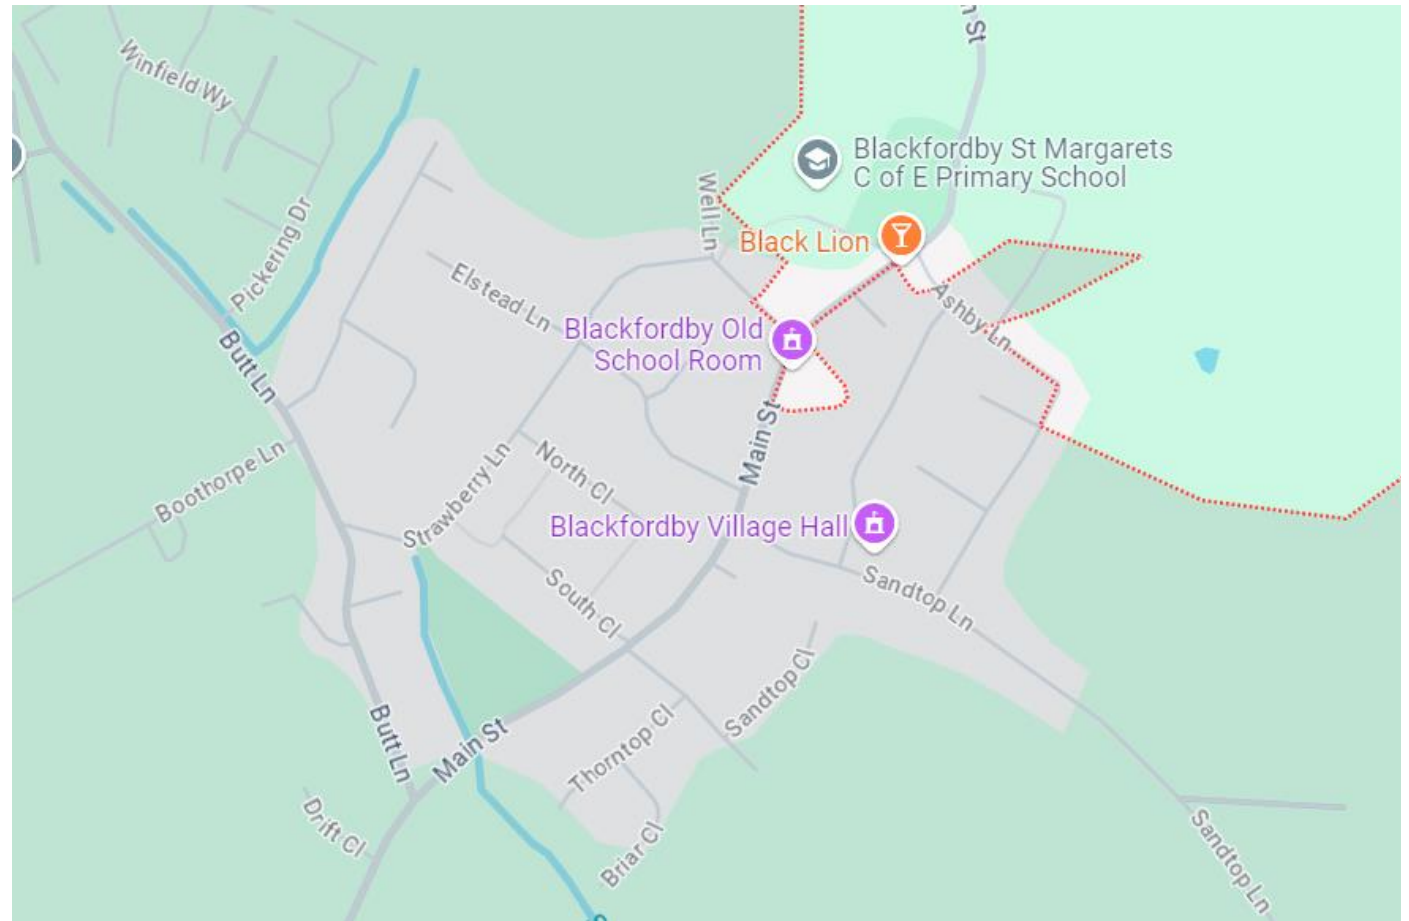 n St
Winfield Wy
Blackfordby St Margarets
C of E Primary School
Well Ln
Black Lion
Pickering Dr
Elstead Ln
Ashby Ln
Blackfordby Old
School Room
Butt Ln
Main St
Boothorpe Ln
Strawberry Ln
North Cl
Blackfordby Village Hall
South Cl
Sandtop Ln
Sandtop Cl
Butt Ln
Main St
Thorntop Cl
Drift Cl
Briar Cl
Sandtop Ln